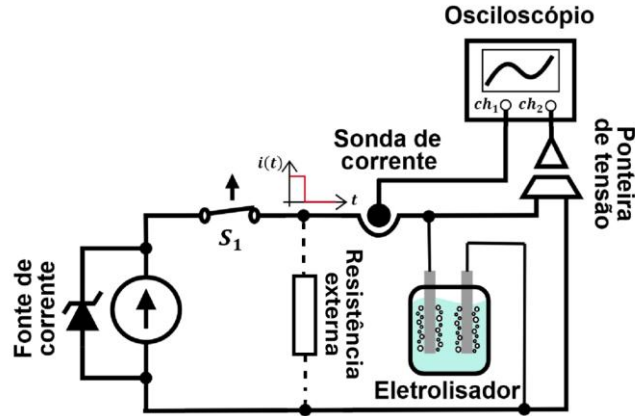 Osciloscópio
ch₁ ch₂
Ponteira
de tensão
Sonda de
corrente
i(t)
t
S₁
Fonte de
corrente
Resistência
externa
Eletrolisador